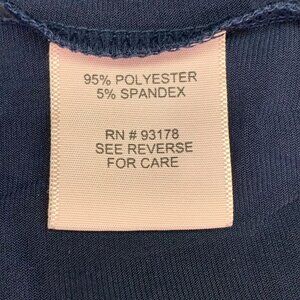 95% POLYESTER
5% SPANDEX
RN # 93178
SEE REVERSE
FOR CARE